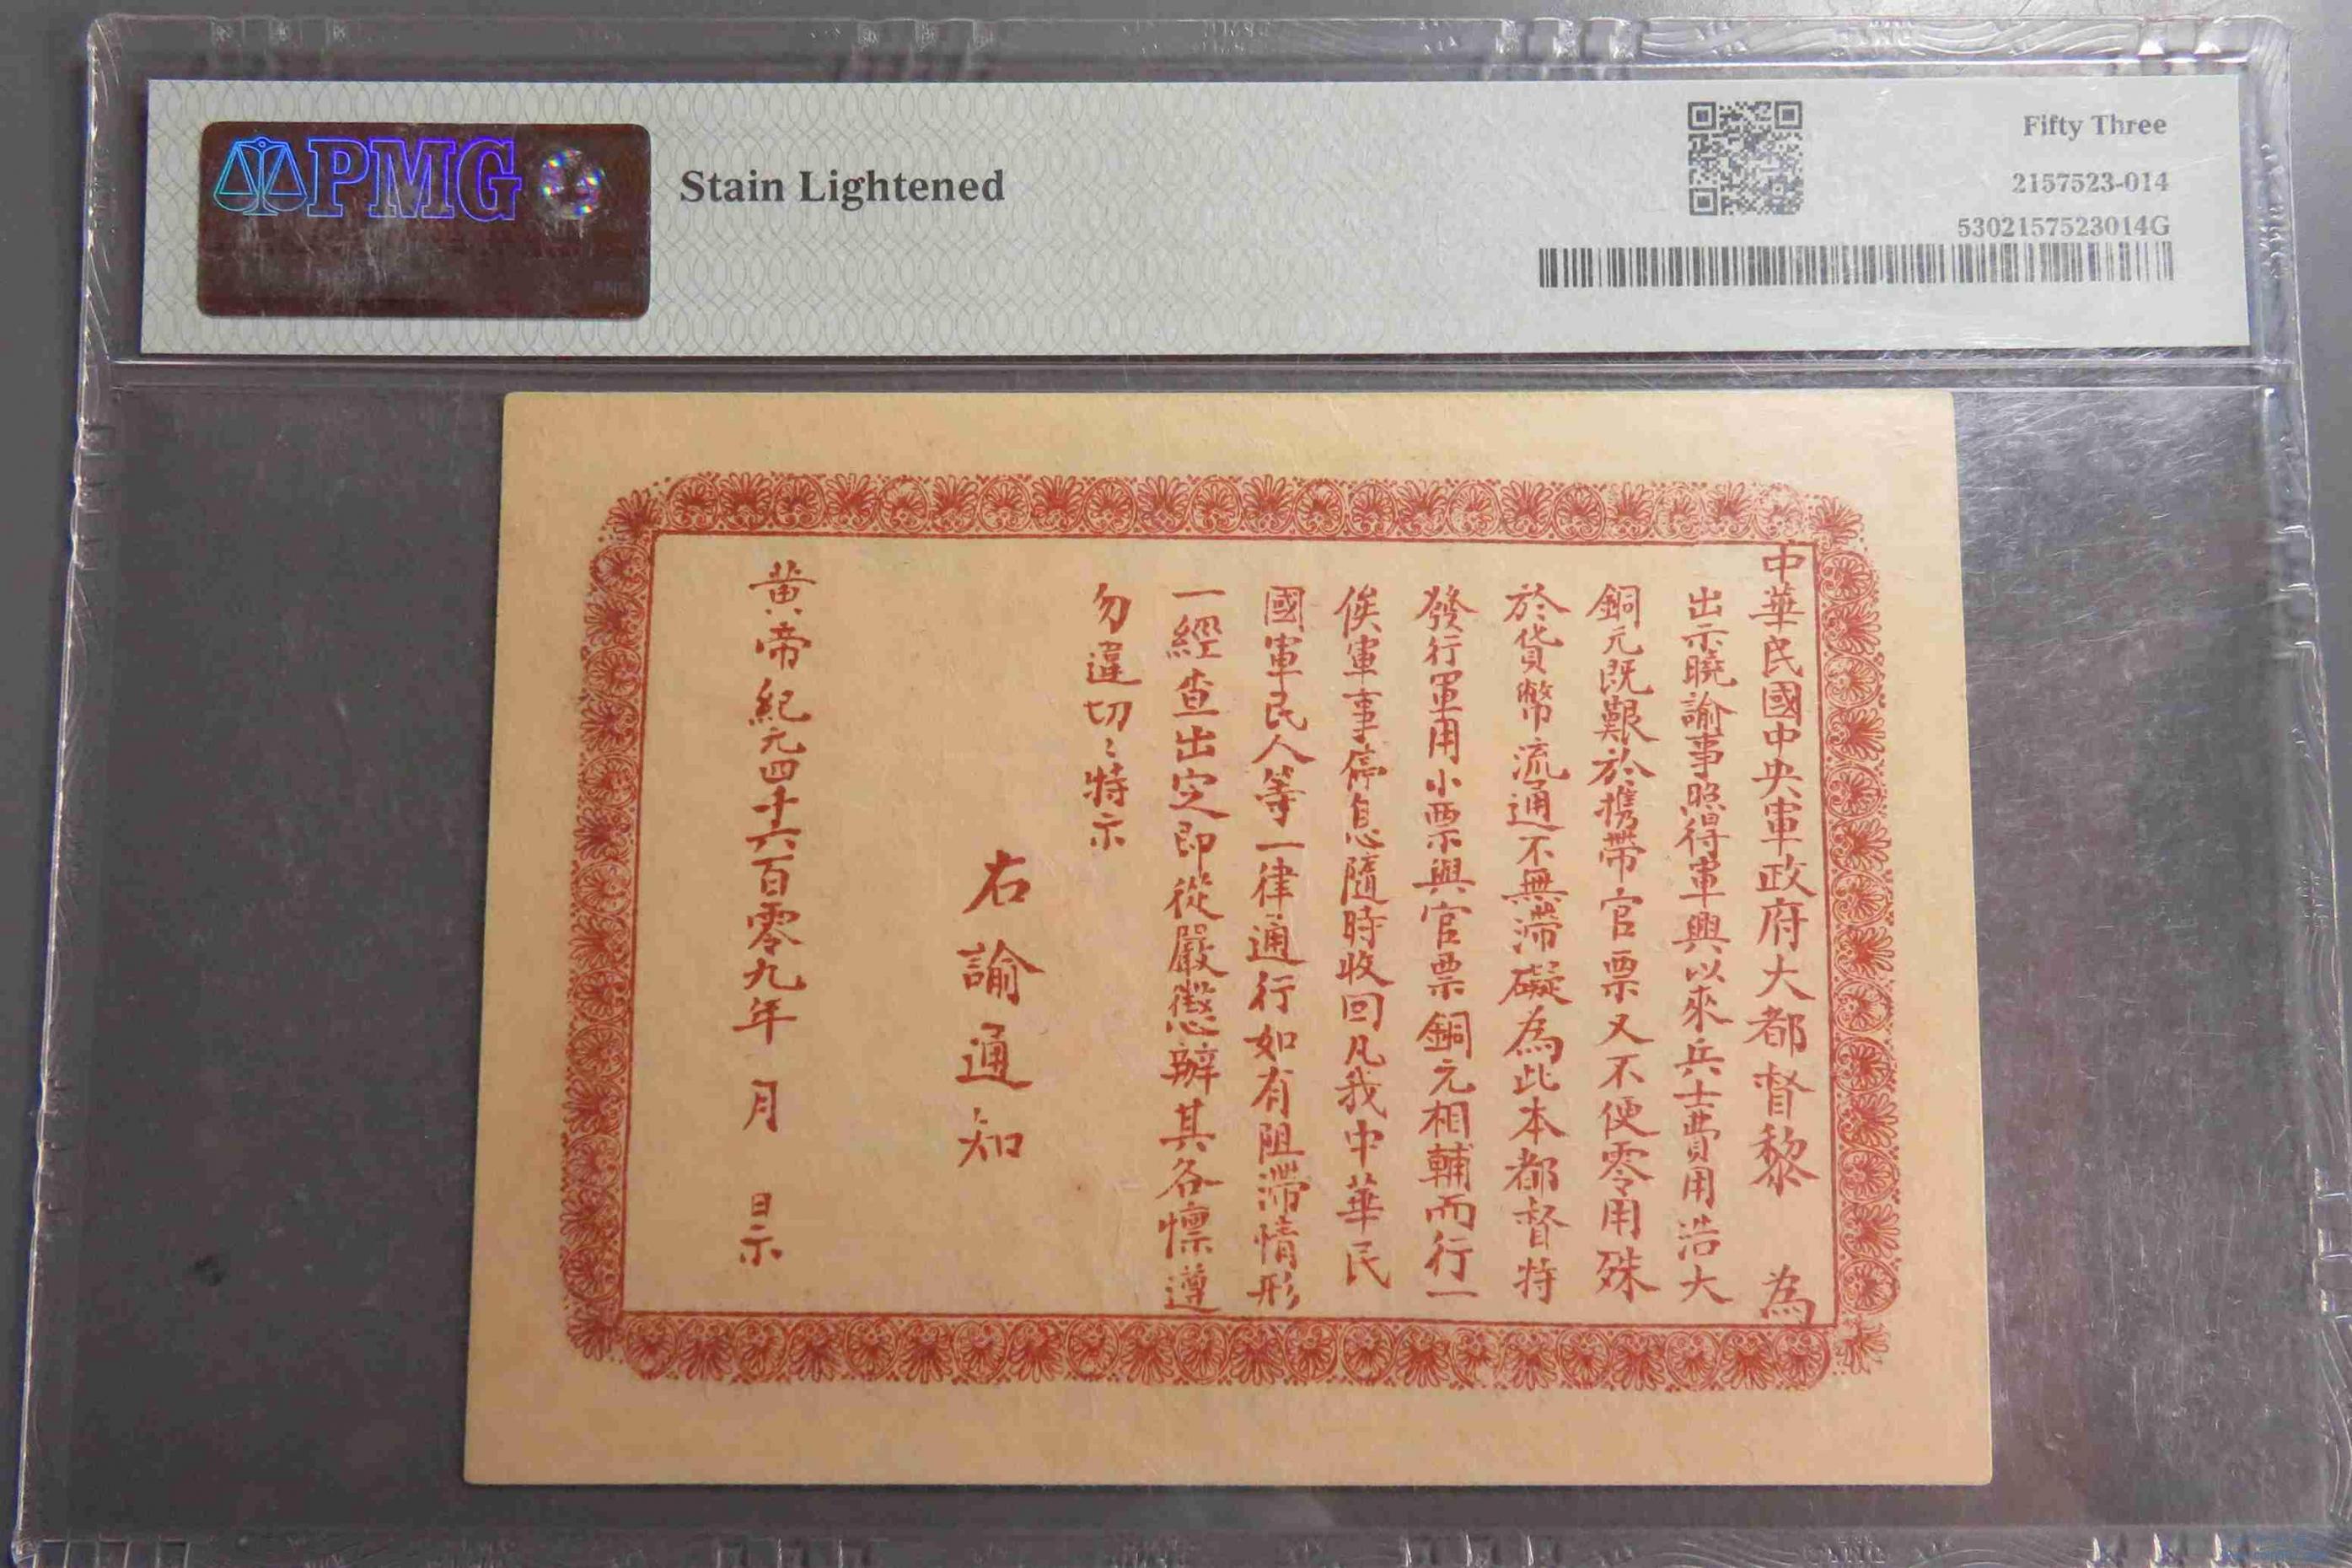 PMG
Stain Lightened
Fifty Three
2157523-014
5302157523014G
中華民國中央軍政府大都督黎 為
出示曉諭事照得軍興以來兵士費用浩大
銅元既艱於携帶官票又不便零用殊
於貨幣流通不無滞礙為此本都督特
發行軍用小票與官票銅元相輔而行一
俟軍事停息隨時收回凡我中華民
國軍民人等一律通行如有阻滞情形
一經查出定即從嚴懲辦其各懔遵
勿違切〻特示
右諭通知
黃帝紀元四千六百零九年 月 日示